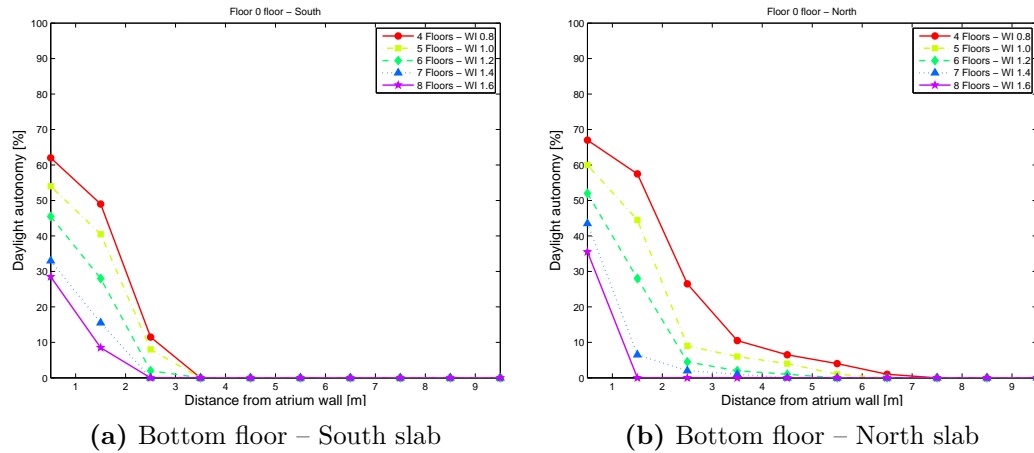 Floor 0 floor – South
100
90
80
70
60
50
40
30
20
10
0
Daylight autonomy [%]
1 2 3 4 5 6 7 8 9
Distance from atrium wall [m]
4 Floors – WI 0.8
5 Floors – WI 1.0
6 Floors – WI 1.2
7 Floors – WI 1.4
8 Floors – WI 1.6
(a) Bottom floor – South slab
Floor 0 floor – North
100
90
80
70
60
50
40
30
20
10
0
Daylight autonomy [%]
1 2 3 4 5 6 7 8 9
Distance from atrium wall [m]
4 Floors – WI 0.8
5 Floors – WI 1.0
6 Floors – WI 1.2
7 Floors – WI 1.4
8 Floors – WI 1.6
(b) Bottom floor – North slab